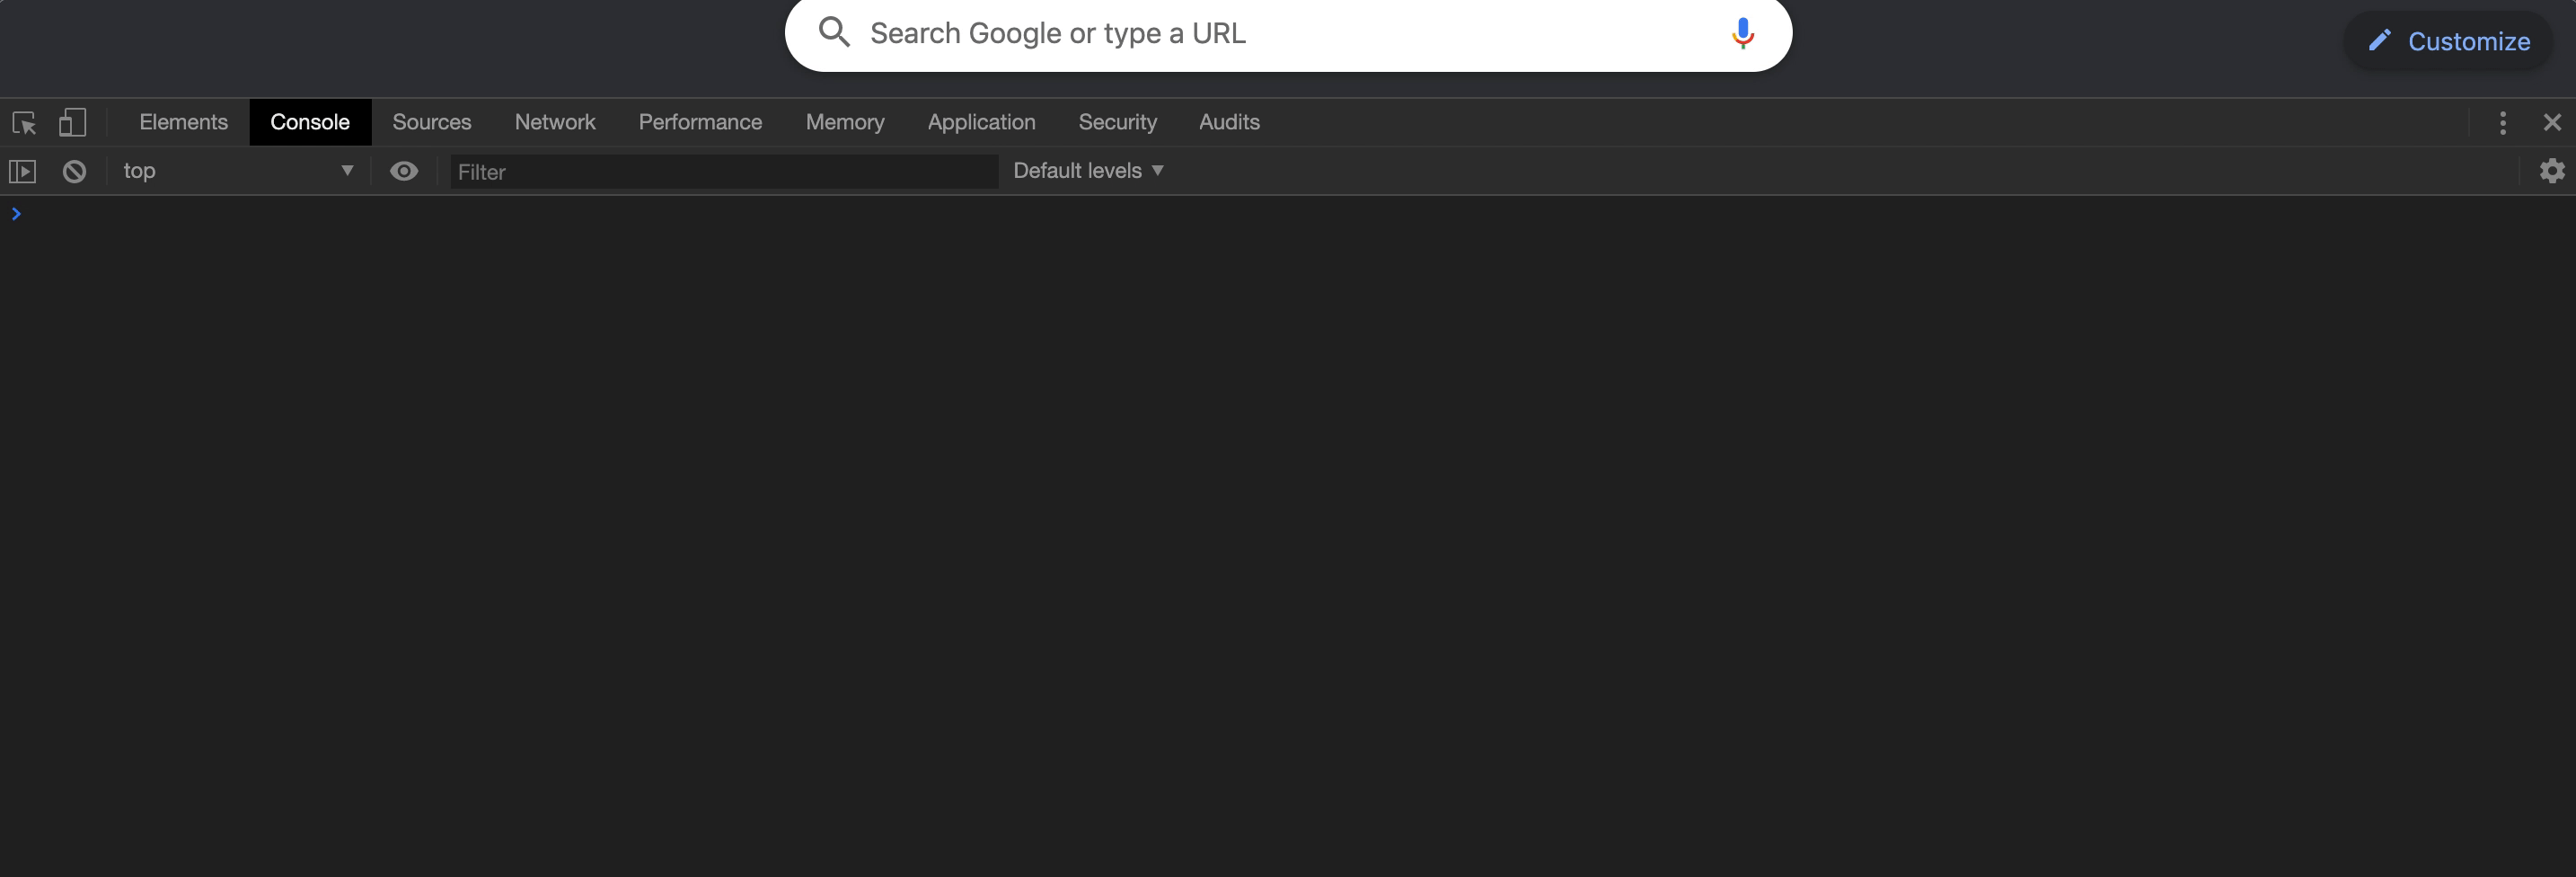 Search Google or type a URL
Customize
Elements Console Sources Network Performance Memory Application Security Audits
top Filter Default levels